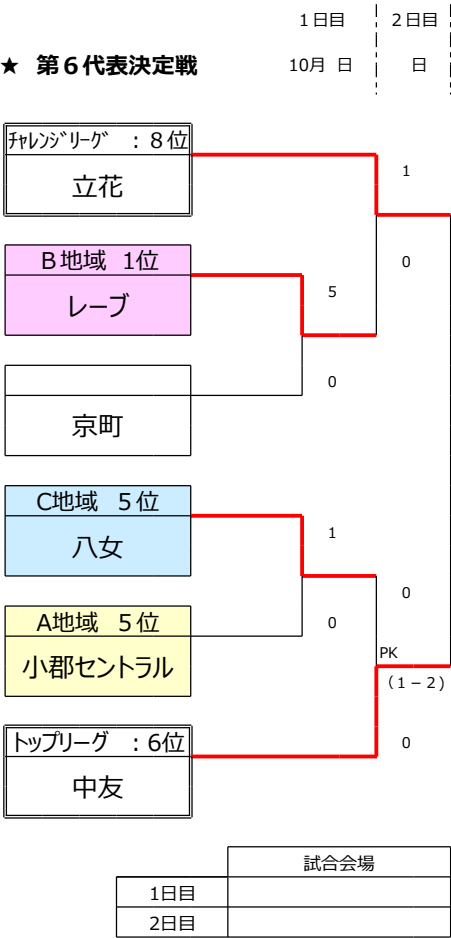 1日目 2日目
★ 第6代表決定戦 10月 日 日
ﾁｬﾚﾝｼﾞﾘｰｸﾞ ：8位
立花
1
B地域 1位
0
レーブ
5
0
京町
C地域 5位
八女
1
0
A地域 5位
0
小郡セントラル
PK
(1−2)
トップリーグ ：6位
0
中友
試合会場
1日目
2日目